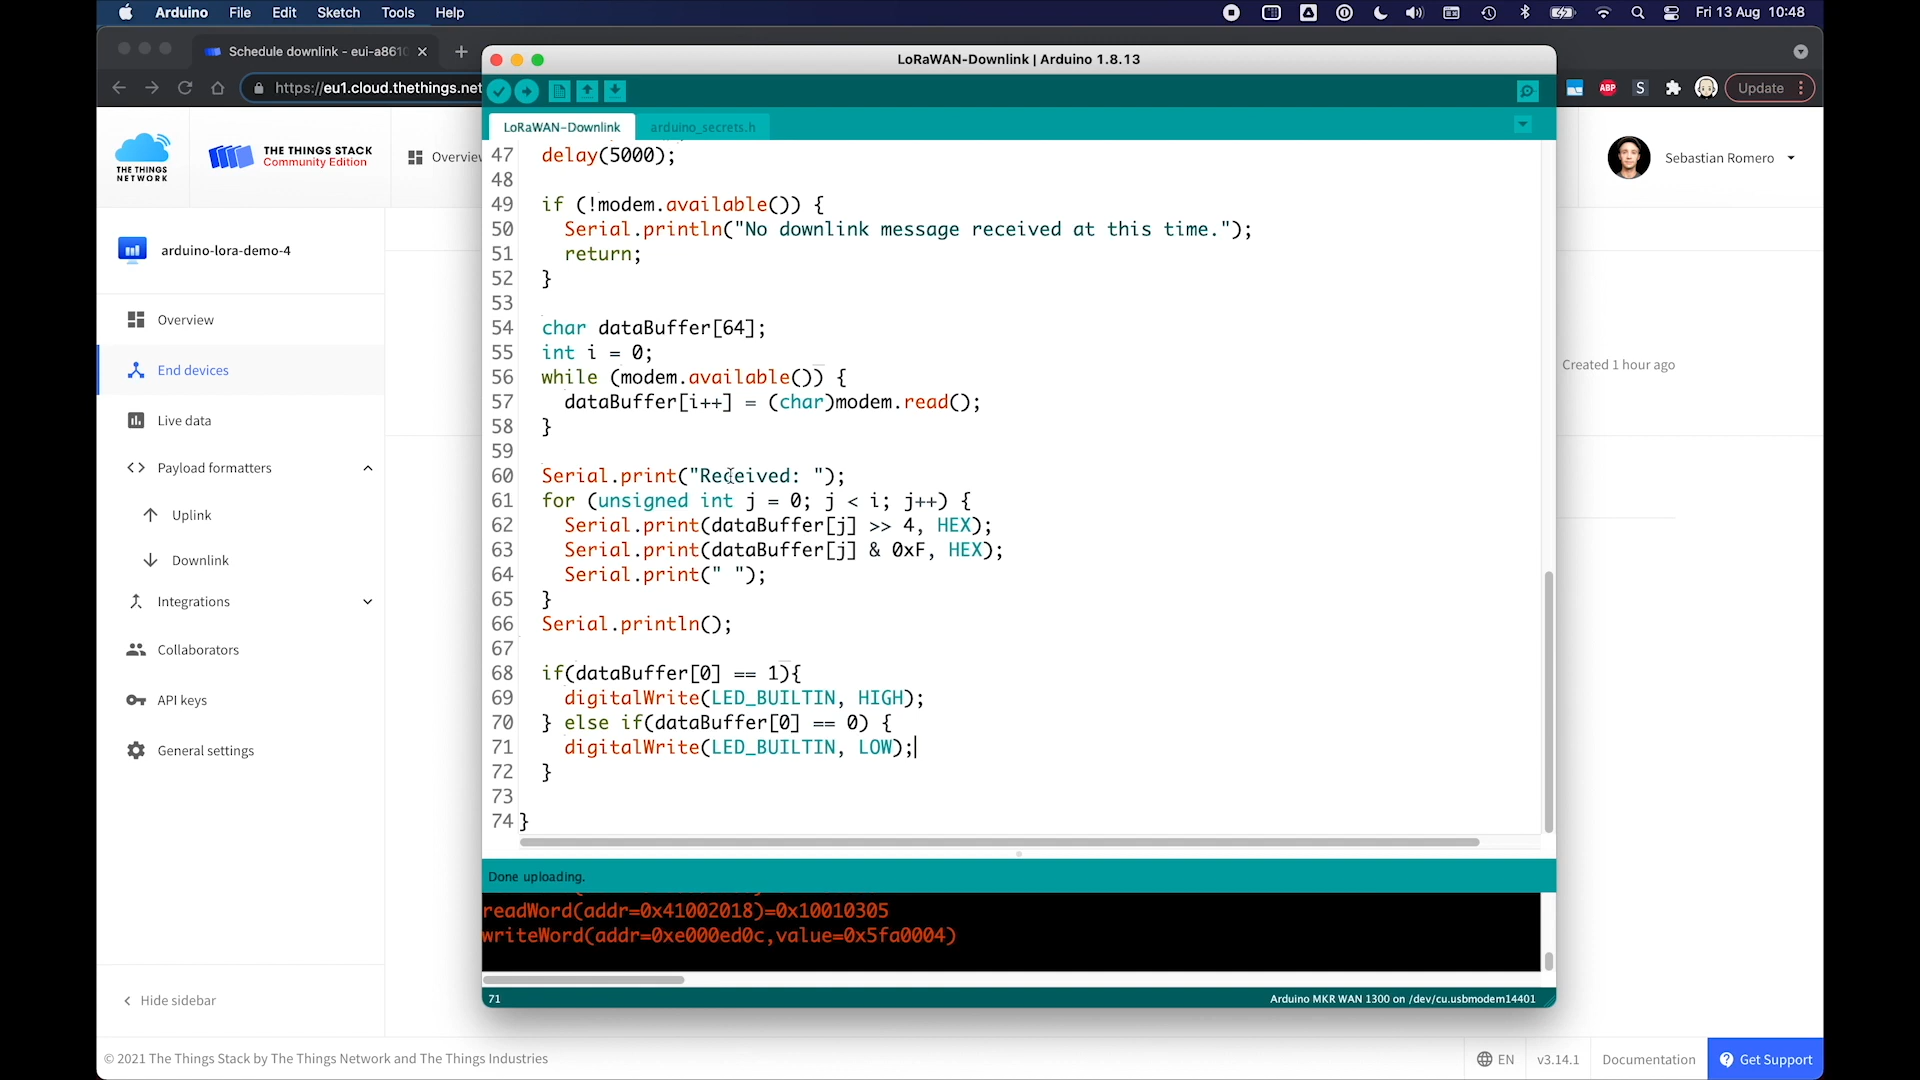 Arduino File Edit Sketch Tools Help
Fri 13 Aug 10:48
Schedule downlink - eui-a861
LoRaWAN-Downlink | Arduino 1.8.13
https://eu1.cloud.thethings.net
ABP
S
Update
LoRaWAN-Downlink arduino_secrets.h
THE THINGS NETWORK
THE THINGS STACK
Community Edition
Overview
Sebastian Romero
arduino-lora-demo-4
Overview
End devices
Live data
Payload formatters
Uplink
Downlink
Integrations
Collaborators
API keys
General settings
Hide sidebar
Created 1 hour ago
47 delay(5000);
48
49 if (!modem.available()) {
50 Serial.println("No downlink message received at this time.");
51 return;
52 }
53
54 char dataBuffer[64];
55 int i = 0;
56 while (modem.available()) {
57 dataBuffer[i++] = (char)modem.read();
58 }
59
60 Serial.print("Received: ");
61 for (unsigned int j = 0; j < i; j++) {
62 Serial.print(dataBuffer[j] >> 4, HEX);
63 Serial.print(dataBuffer[j] & 0xF, HEX);
64 Serial.print(" ");
65 }
66 Serial.println();
67
68 if(dataBuffer[0] == 1){
69 digitalWrite(LED_BUILTIN, HIGH);
70 } else if(dataBuffer[0] == 0) {
71 digitalWrite(LED_BUILTIN, LOW);
72 }
73
74 }
Done uploading.
readWord(addr=0x41002018)=0x10010305
writeWord(addr=0xe000ed0c,value=0x5fa0004)
71
Arduino MKR WAN 1300 on /dev/cu.usbmodem14401
© 2021 The Things Stack by The Things Network and The Things Industries
EN v3.14.1 Documentation Get Support